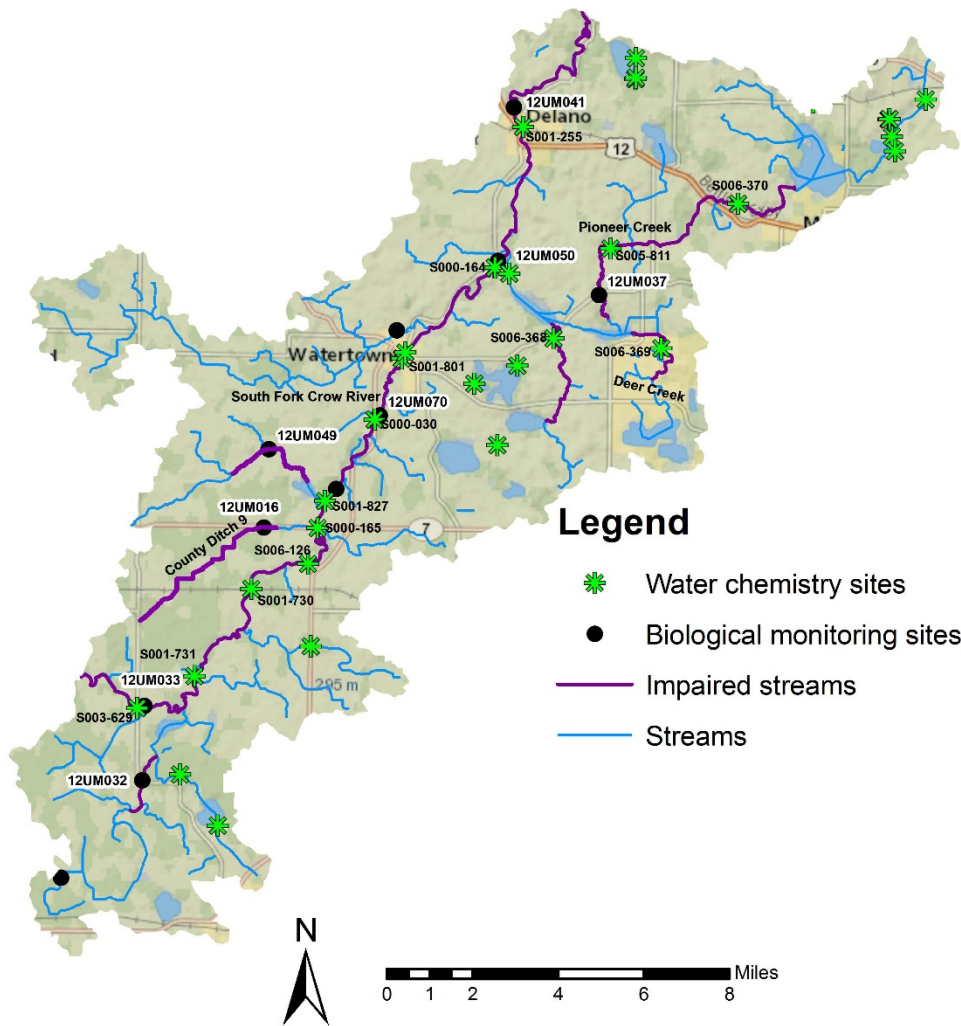 12UM041
Delano
S001-255
12
S006-370
Pioneer Creek
S005-811
12UM050
S000-164
12UM037
S006-368
S006-369
Watertown
S001-801
Deer Creek
South Fork Crow River
12UM070
S000-030
12UM049
S001-827
12UM016
S000-165
7
County Ditch 9
S006-126
S001-730
S001-731
12UM033
295 m
S003-629
12UM032
Legend
Water chemistry sites
Biological monitoring sites
Impaired streams
Streams
N
Miles
0 1 2 4 6 8